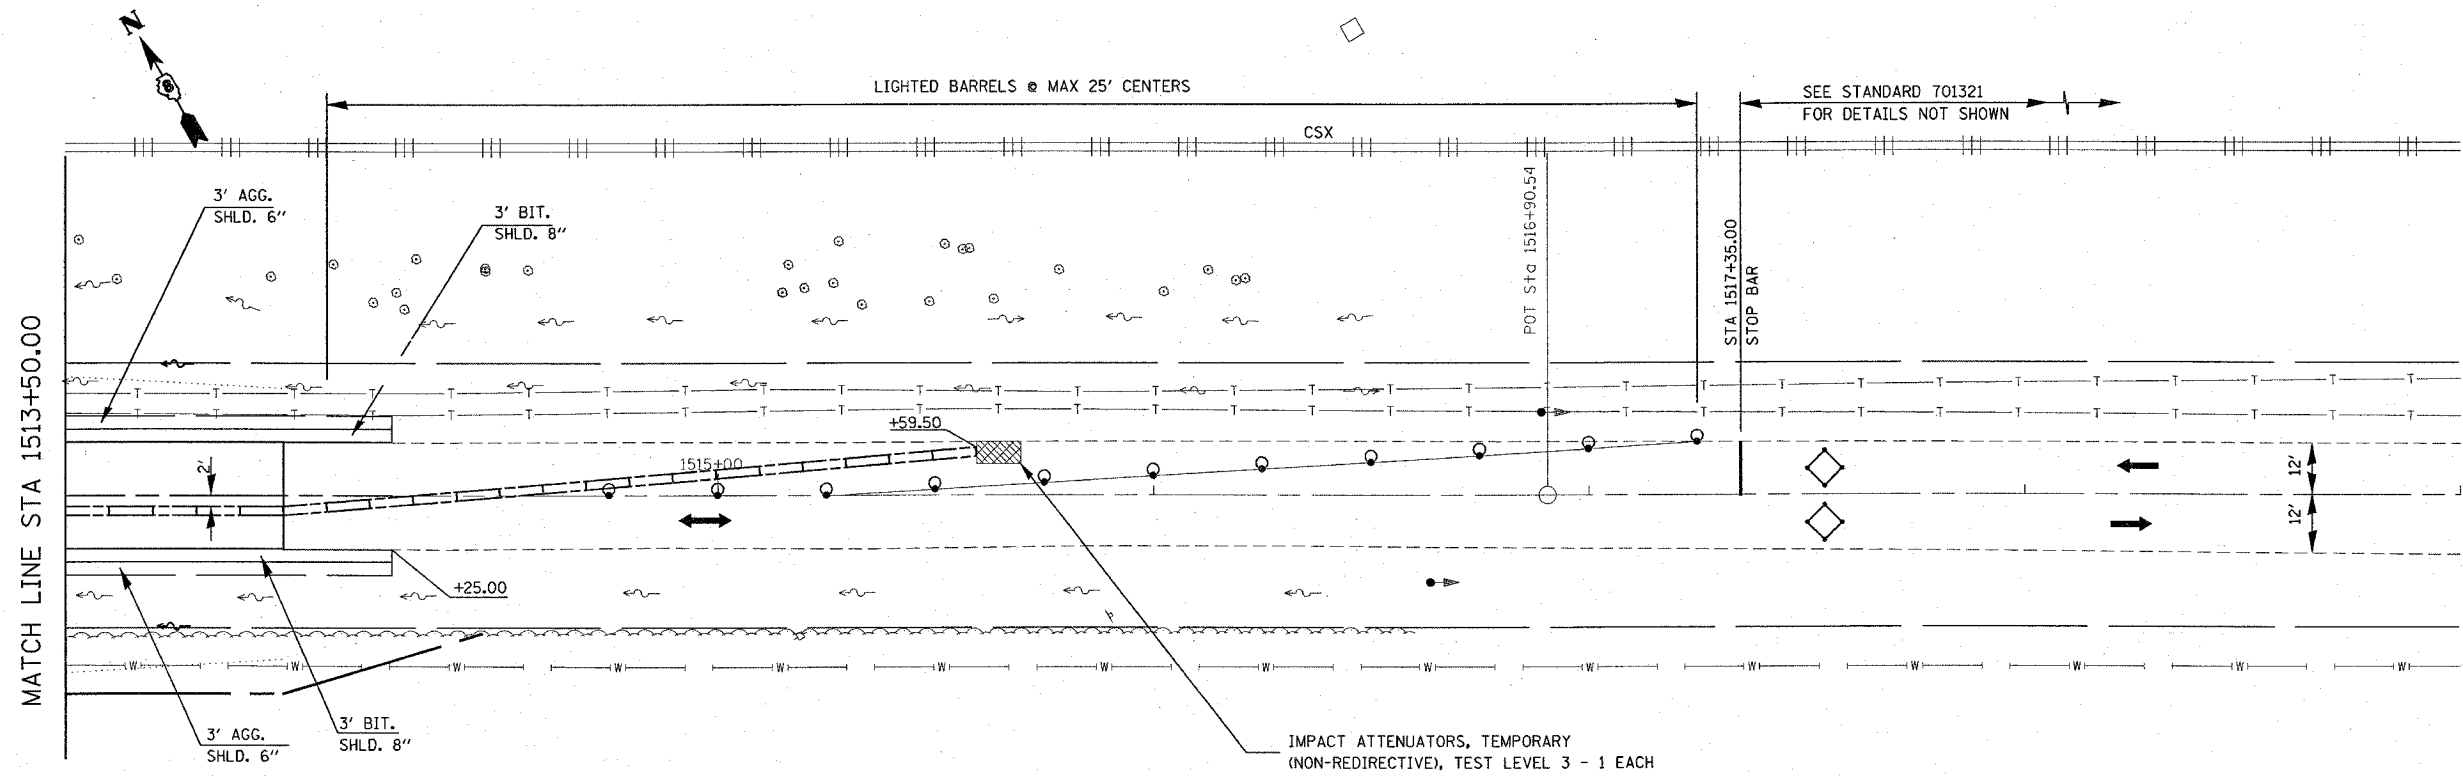 N
LIGHTED BARRELS @ MAX 25' CENTERS
SEE STANDARD 701321
FOR DETAILS NOT SHOWN
CSX
3' AGG.
SHLD. 6"
3' BIT.
SHLD. 8"
POT Sta 1516+90.54
STA 1517+35.00
STOP BAR
MATCH LINE STA 1513+50.00
T T T T T T T T T T T T T T T T T T T T T T T T T T T T T T
T T T T T T T T T T T T T T T T T T T T T T T T T T T T T T
+59.50
2'
1515+00
12'
12'
+25.00
W W W W W W W W W W W W W W W
3' AGG.
SHLD. 6"
3' BIT.
SHLD. 8"
IMPACT ATTENUATORS, TEMPORARY
(NON-REDIRECTIVE), TEST LEVEL 3 - 1 EACH